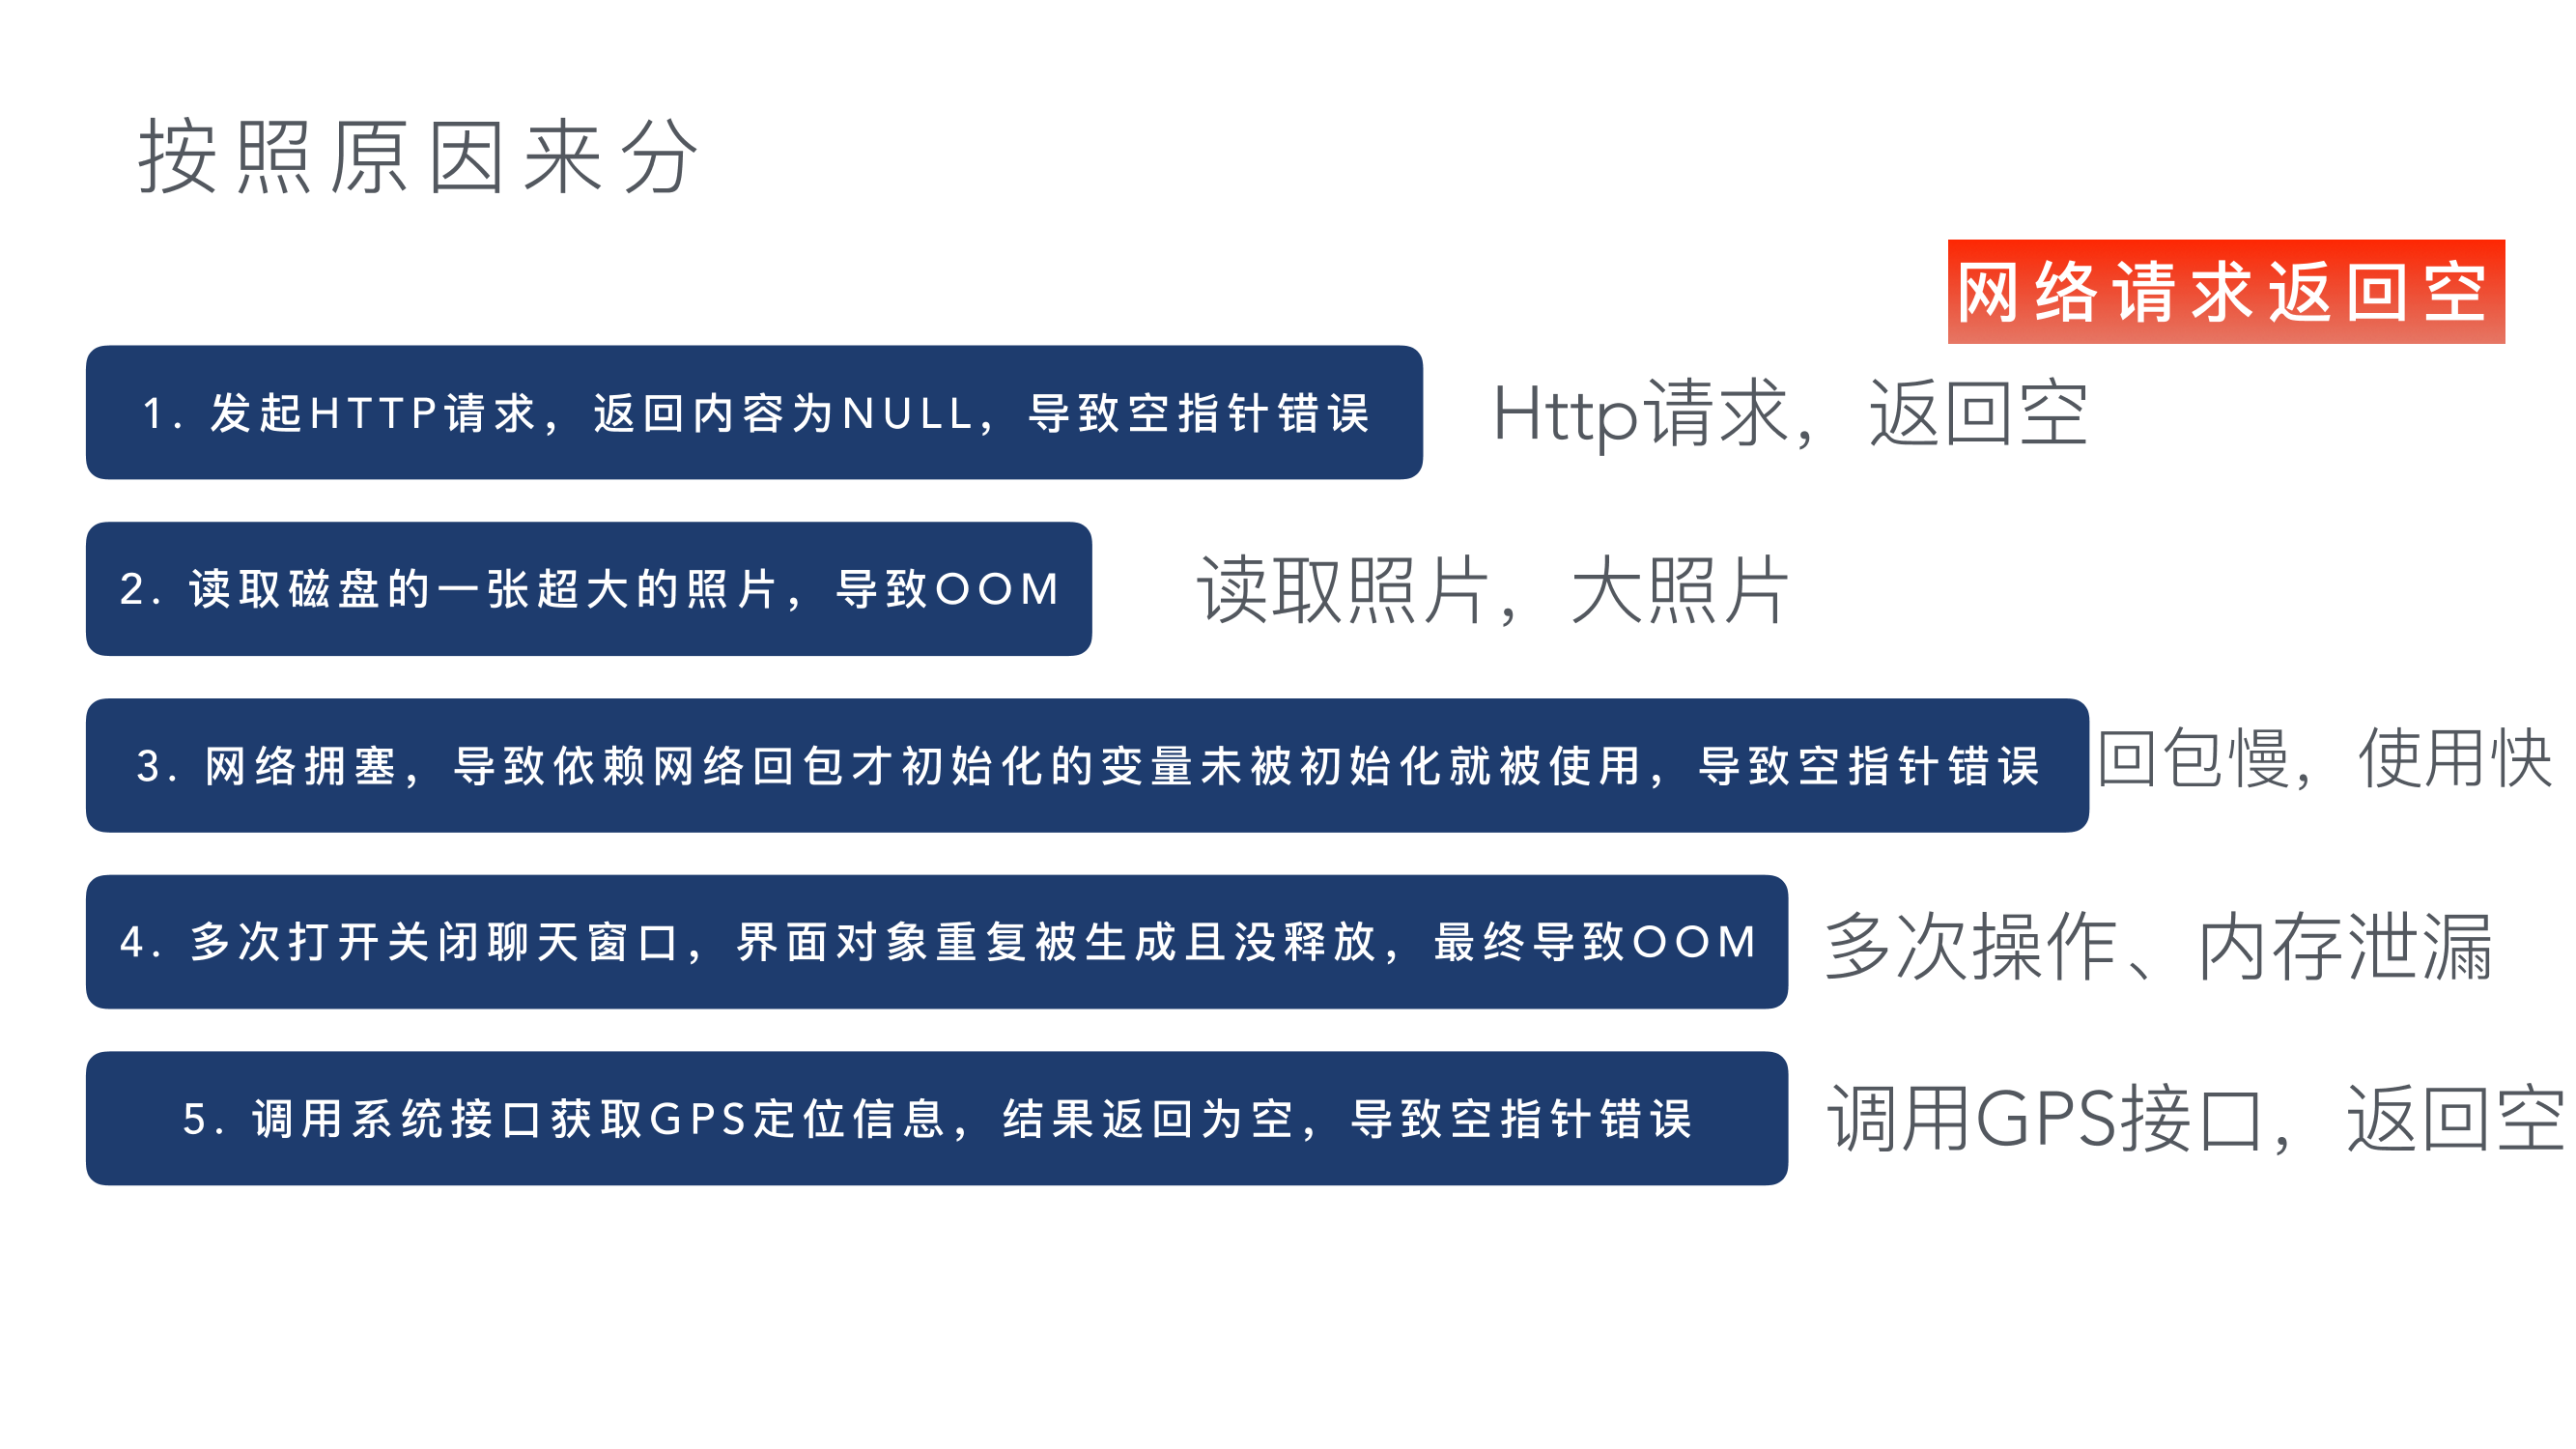 按照原因来分
网络请求返回空
1. 发起HTTP请求，返回内容为NULL，导致空指针错误
Http请求，返回空
2. 读取磁盘的一张超大的照片，导致OOM
读取照片，大照片
3. 网络拥塞，导致依赖网络回包才初始化的变量未被初始化就被使用，导致空指针错误
回包慢，使用快
4. 多次打开关闭聊天窗口，界面对象重复被生成且没释放，最终导致OOM
多次操作、内存泄漏
5. 调用系统接口获取GPS定位信息，结果返回为空，导致空指针错误
调用GPS接口，返回空